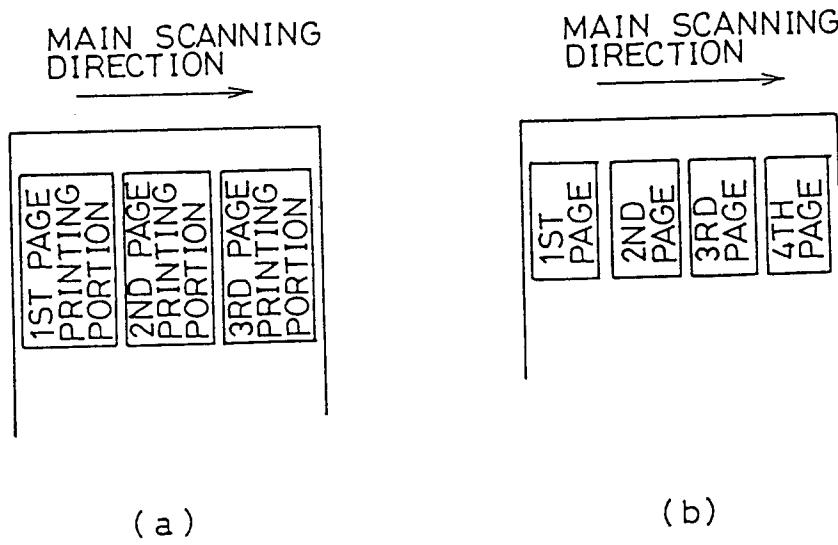 MAIN SCANNING
DIRECTION
1ST PAGE
PRINTING
PORTION
2ND PAGE
PRINTING
PORTION
3RD PAGE
PRINTING
PORTION
(a)
MAIN SCANNING
DIRECTION
1ST
PAGE
2ND
PAGE
3RD
PAGE
4TH
PAGE
(b)